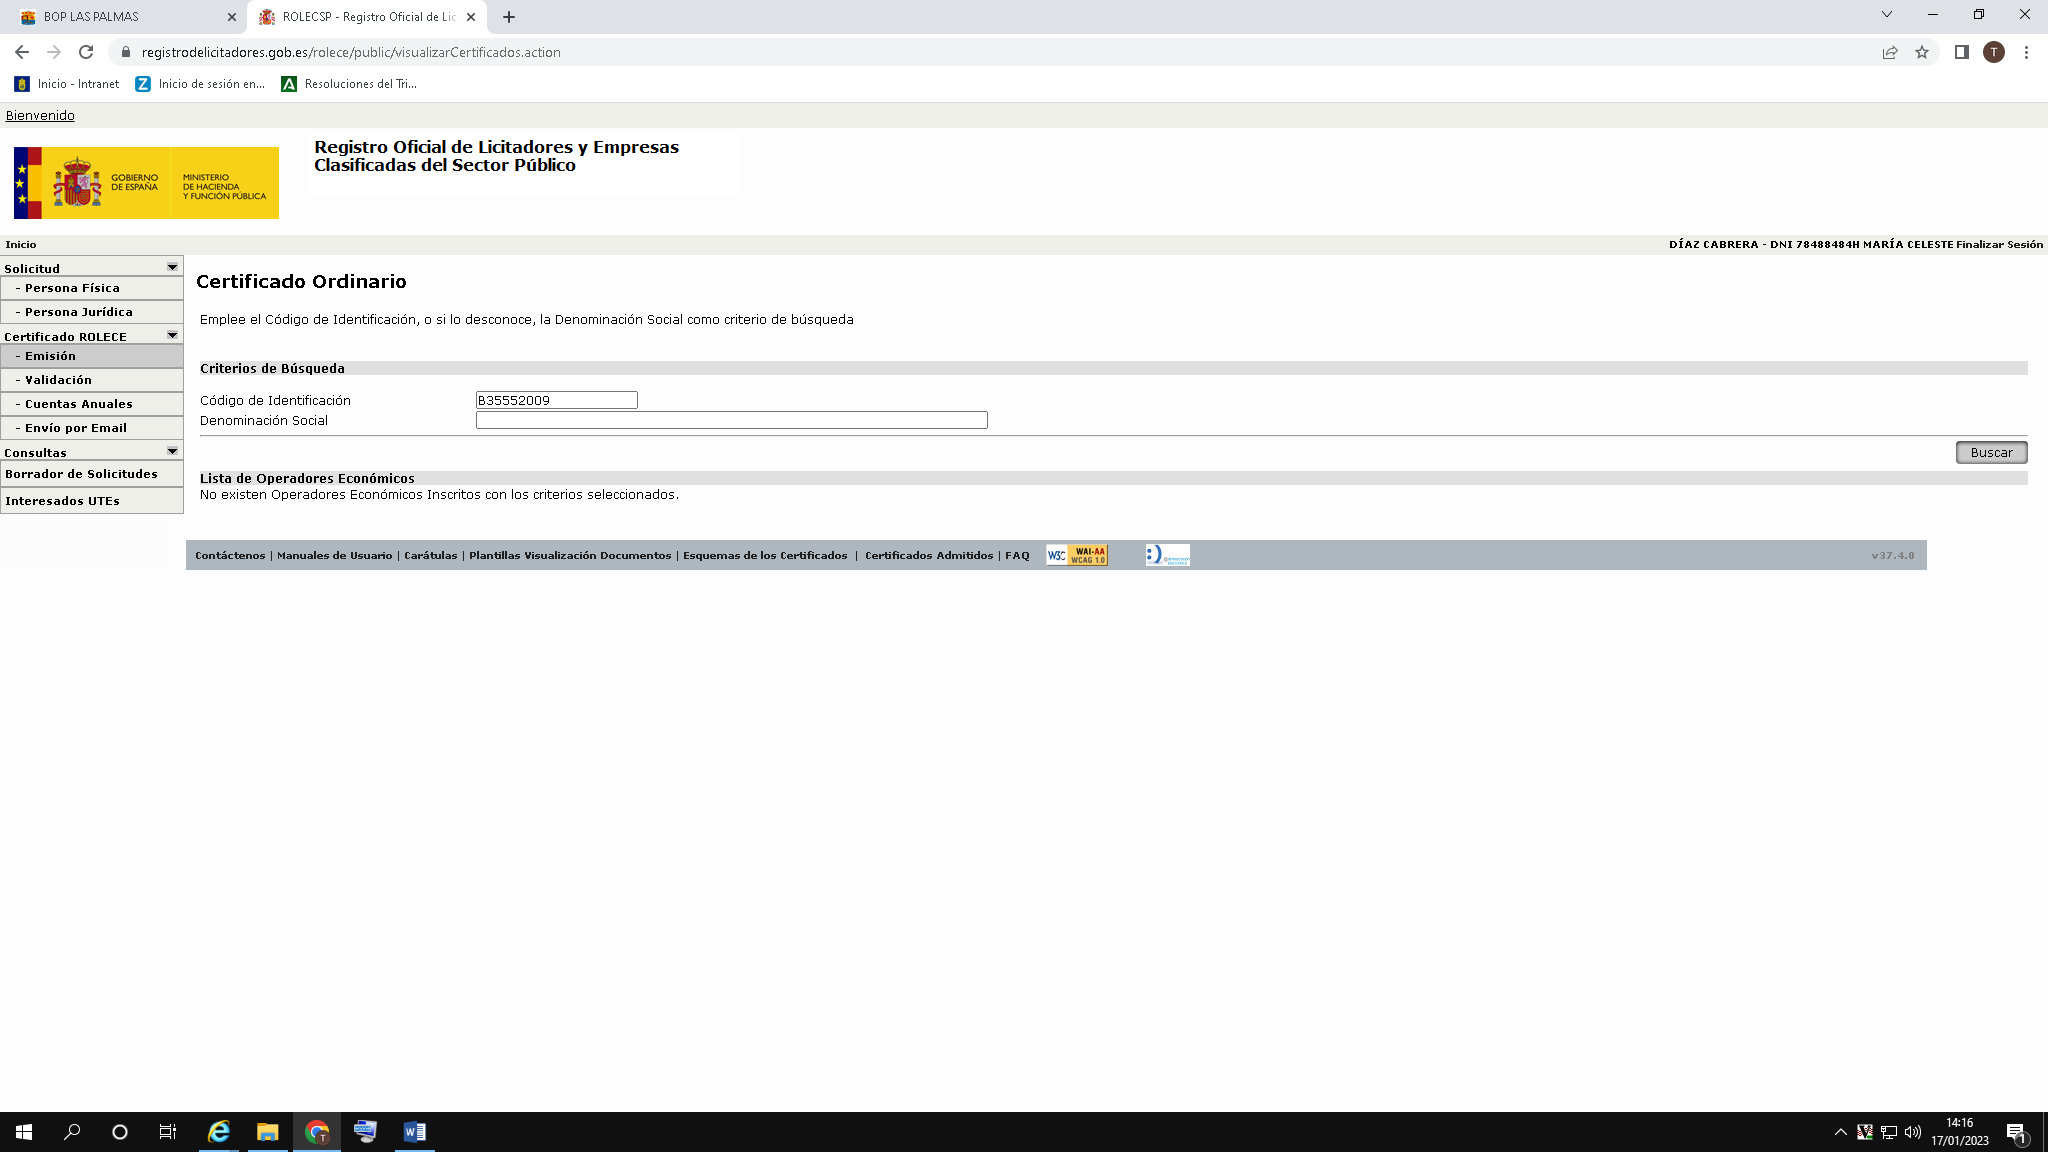 BOP LAS PALMAS
ROLECSP - Registro Oficial de Lic
registrodelicitadores.gob.es/rolece/public/visualizarCertificados.action
T
Inicio - Intranet
Inicio de sesión en...
Resoluciones del Tri...
Bienvenido
GOBIERNO
DE ESPAÑA
MINISTERIO
DE HACIENDA
Y FUNCIÓN PÚBLICA
Registro Oficial de Licitadores y Empresas
Clasificadas del Sector Público
Inicio
DÍAZ CABRERA - DNI 78488484H MARÍA CELESTE Finalizar Sesión
Solicitud
- Persona Física
- Persona Jurídica
Certificado ROLECE
- Emisión
- Validación
- Cuentas Anuales
- Envío por Email
Consultas
Borrador de Solicitudes
Interesados UTEs
Certificado Ordinario
Emplee el Código de Identificación, o si lo desconoce, la Denominación Social como criterio de búsqueda
Criterios de Búsqueda
Código de Identificación
B35552009
Denominación Social
Buscar
Lista de Operadores Económicos
No existen Operadores Económicos Inscritos con los criterios seleccionados.
Contáctenos | Manuales de Usuario | Carátulas | Plantillas Visualización Documentos | Esquemas de los Certificados | Certificados Admitidos | FAQ
W3C WAI-AA
WCAG 1.0
v37.4.0
14:16
17/01/2023
1